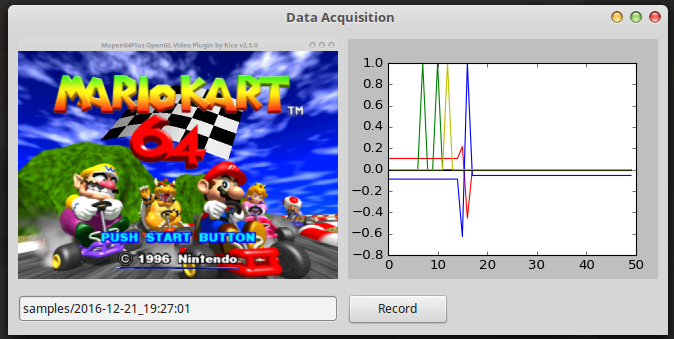 Data Acquisition
Mupen64Plus OpenGL Video Plugin by Rice v2.5.0
MARIOKART
64
TM
PUSH START BUTTON
© 1996 Nintendo
1.0
0.8
0.6
0.4
0.2
0.0
−0.2
−0.4
−0.6
−0.8
0 10 20 30 40 50
samples/2016-12-21_19:27:01
Record